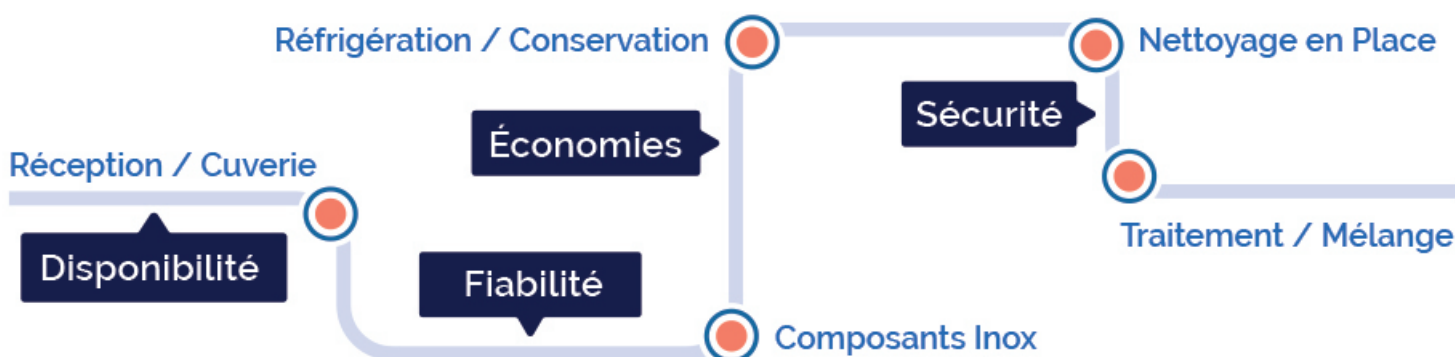 Réfrigération / Conservation
Nettoyage en Place
Sécurité
Économies
Réception / Cuverie
Traitement / Mélange
Disponibilité
Fiabilité
Composants Inox